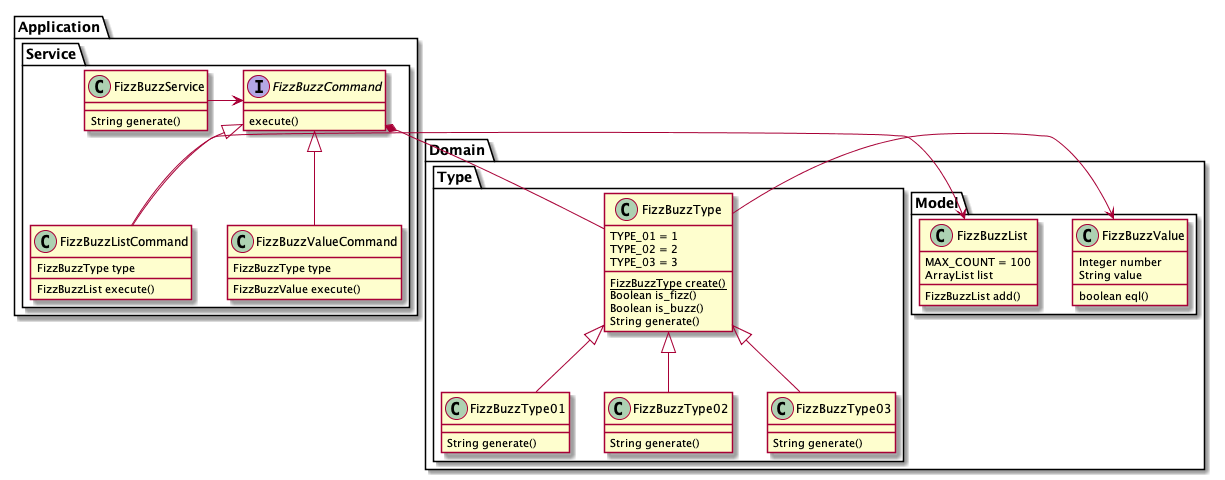 Application
Service
C FizzBuzzService
String generate()
I FizzBuzzCommand
execute()
C FizzBuzzListCommand
FizzBuzzType type
FizzBuzzList execute()
C FizzBuzzValueCommand
FizzBuzzType type
FizzBuzzValue execute()
Domain
Type
C FizzBuzzType
TYPE_01 = 1
TYPE_02 = 2
TYPE_03 = 3
FizzBuzzType create()
Boolean is_fizz()
Boolean is_buzz()
String generate()
C FizzBuzzType01
String generate()
C FizzBuzzType02
String generate()
C FizzBuzzType03
String generate()
Model
C FizzBuzzList
MAX_COUNT = 100
ArrayList list
FizzBuzzList add()
C FizzBuzzValue
Integer number
String value
boolean eql()